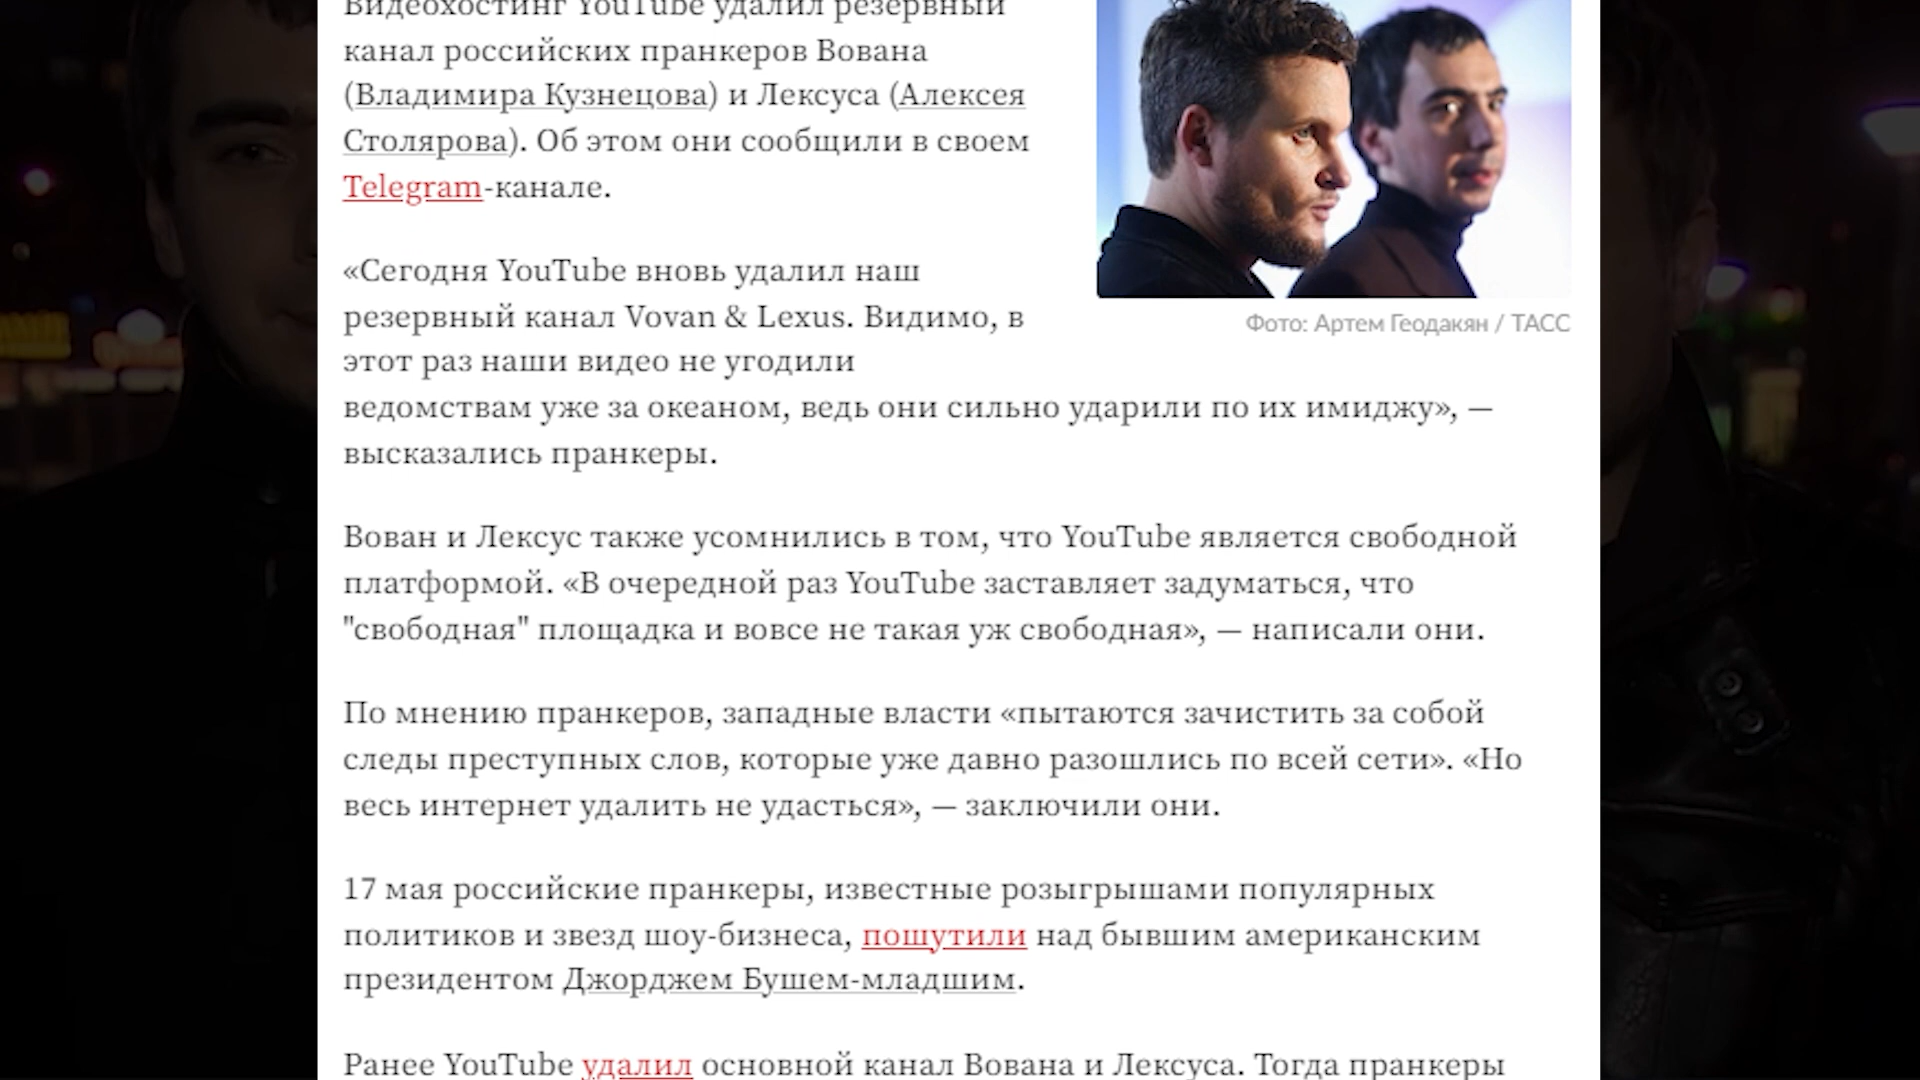 Видеохостинг YouTube удалил резервный
канал российских пранкеров Вована
(Владимира Кузнецова) и Лексуса (Алексея
Столярова). Об этом они сообщили в своем
Telegram-канале.
«Сегодня YouTube вновь удалил наш
резервный канал Vovan & Lexus. Видимо, в
этот раз наши видео не угодили
ведомствам уже за океаном, ведь они сильно ударили по их имиджу», —
высказались пранкеры.
Фото: Артем Геодакян / ТАСС
Вован и Лексус также усомнились в том, что YouTube является свободной
платформой. «В очередной раз YouTube заставляет задуматься, что
"свободная" площадка и вовсе не такая уж свободная», — написали они.
По мнению пранкеров, западные власти «пытаются зачистить за собой
следы преступных слов, которые уже давно разошлись по всей сети». «Но
весь интернет удалить не удасться», — заключили они.
17 мая российские пранкеры, известные розыгрышами популярных
политиков и звезд шоу-бизнеса, пошутили над бывшим американским
президентом Джорджем Бушем-младшим.
Ранее YouTube удалил основной канал Вована и Лексуса. Тогда пранкеры